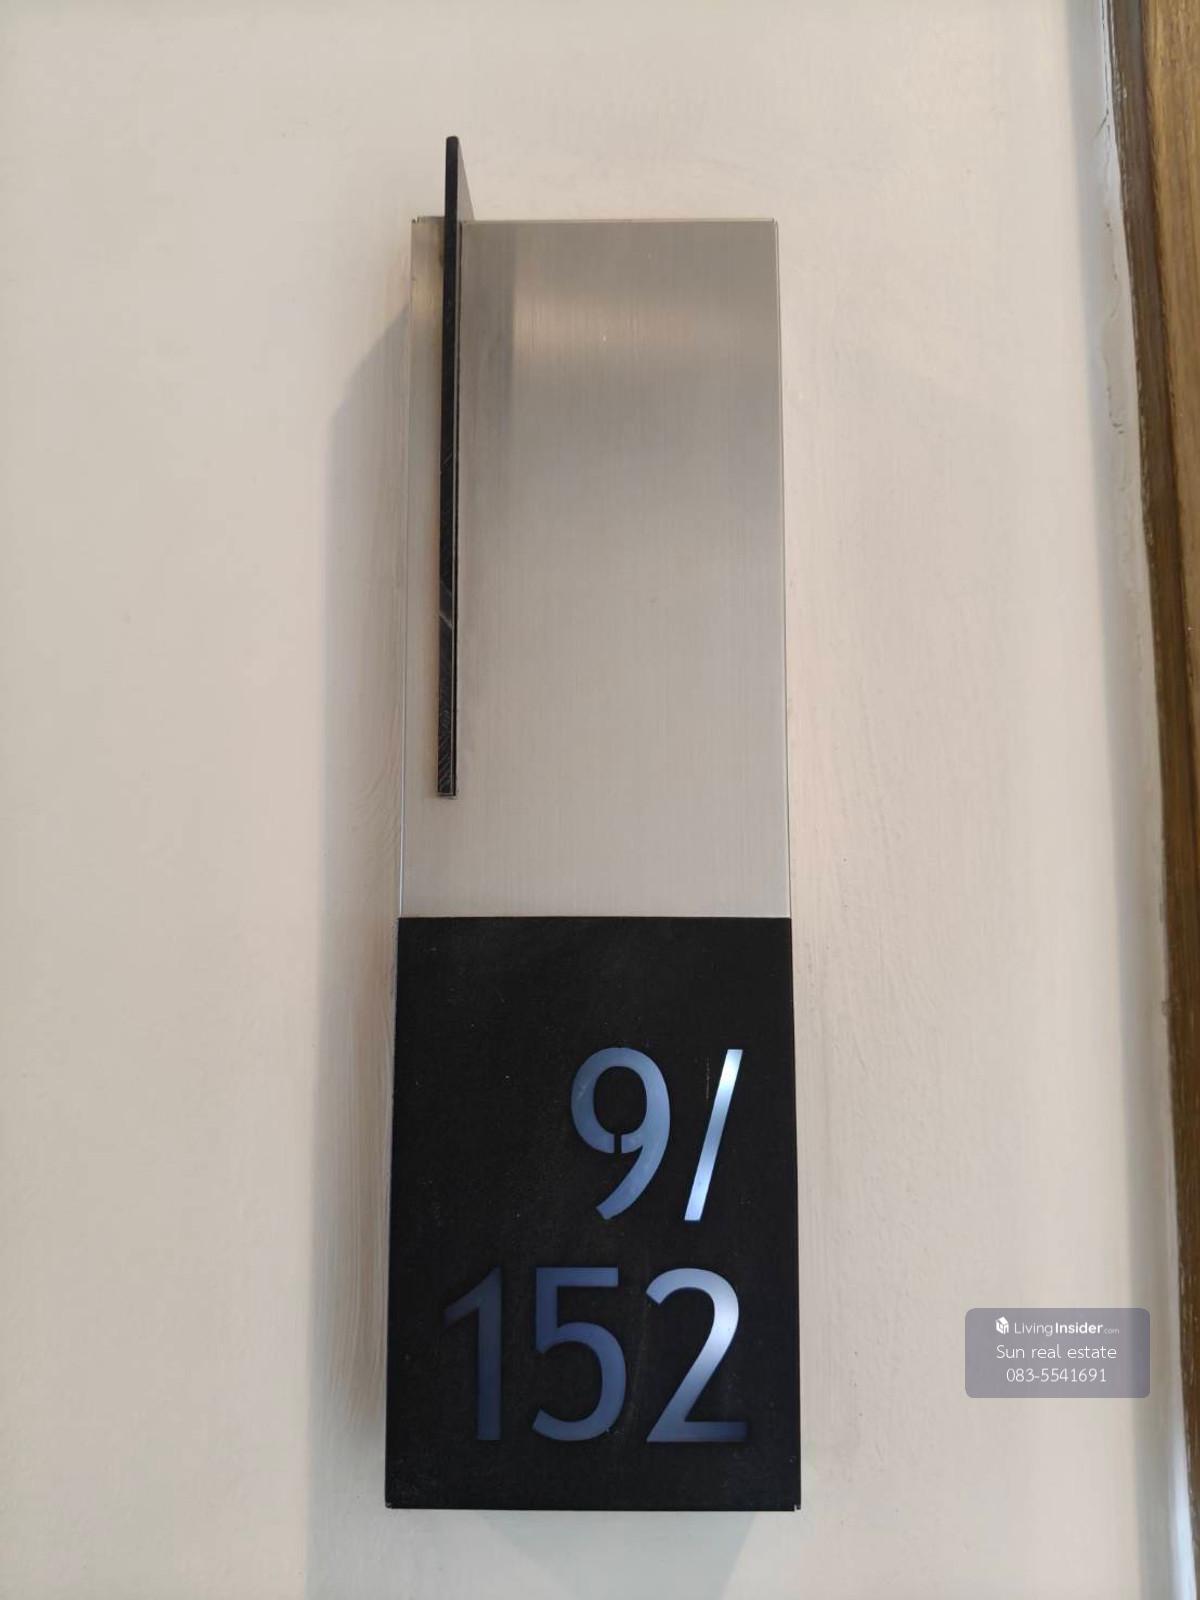 9/
152
LivingInsider.com
Sun real estate
083-5541691